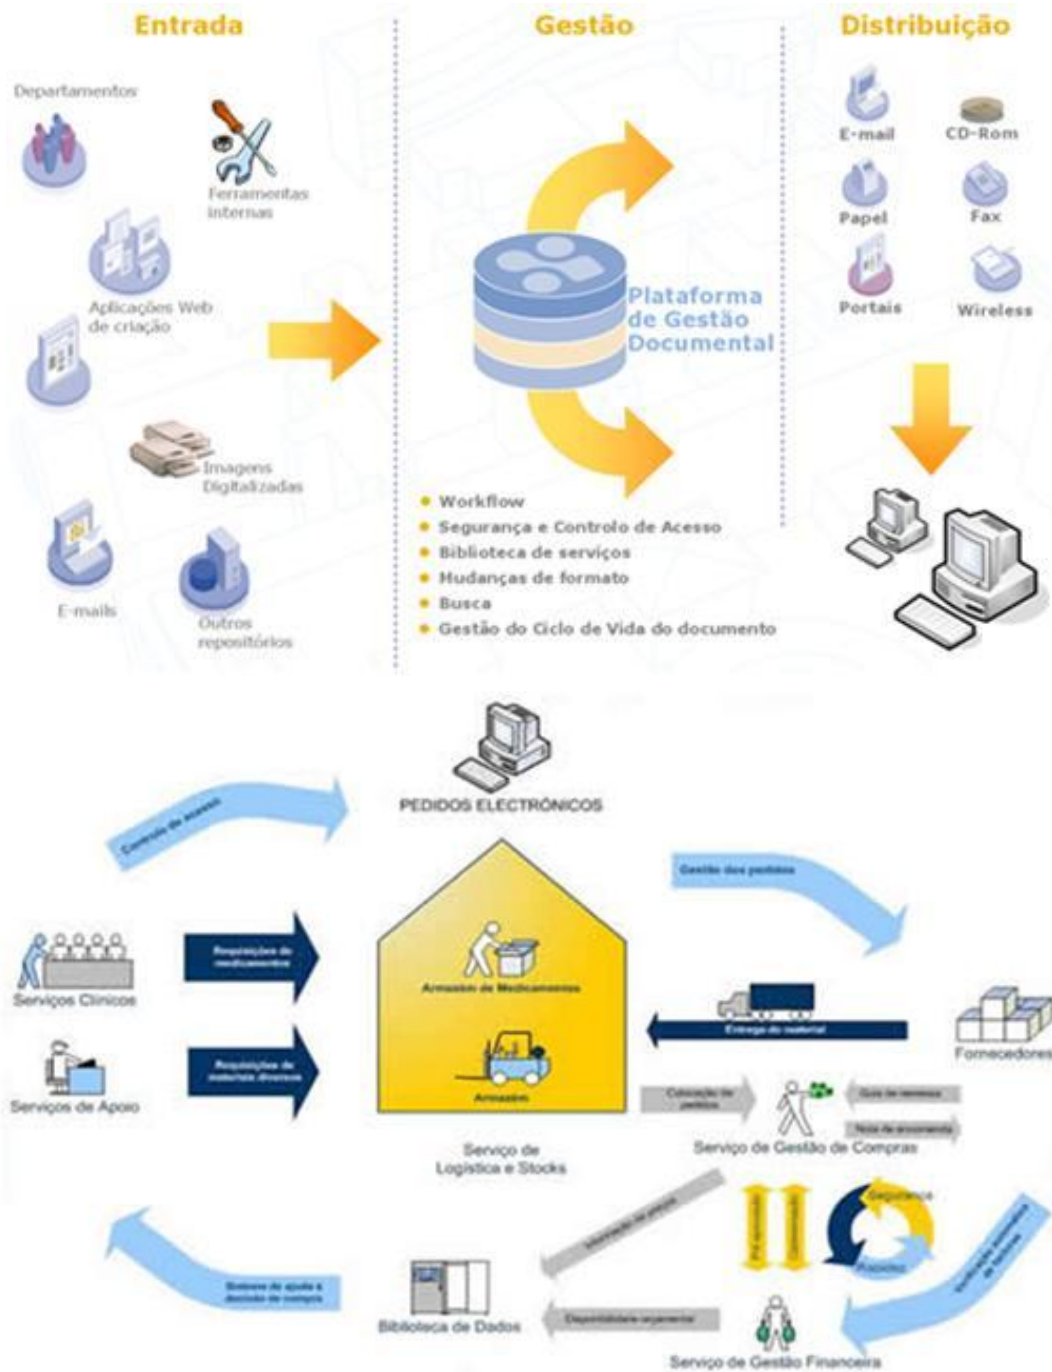 Entrada
Gestão
Distribuição
Departamentos
Ferramentas
internas
Aplicações Web
de criação
Imagens
Digitalizadas
E-mails
Outros
repositórios
Plataforma
de Gestão
Documental
Workflow
Segurança e Controlo de Acesso
Biblioteca de serviços
Mudanças de formato
Busca
Gestão do Ciclo de Vida do documento
E-mail
CD-Rom
Papel
Fax
Portais
Wireless
PEDIDOS ELECTRÓNICOS
Controlo de acesso
Gestão dos pedidos
Serviços Clínicos
Requisições de
medicamentos
Armazém de Medicamentos
Entrega do material
Fornecedores
Serviços de Apoio
Requisições de
materiais diversos
Armazém
Colocação de
pedidos
Guia de remessa
Nota de encomenda
Serviço de
Logística e Stocks
Serviço de Gestão de Compras
Segurança
Rapidez
Verificação automática
de facturas
Sistema de ajuda à
decisão de compra
Biblioteca de Dados
Serviço de Gestão Financeira